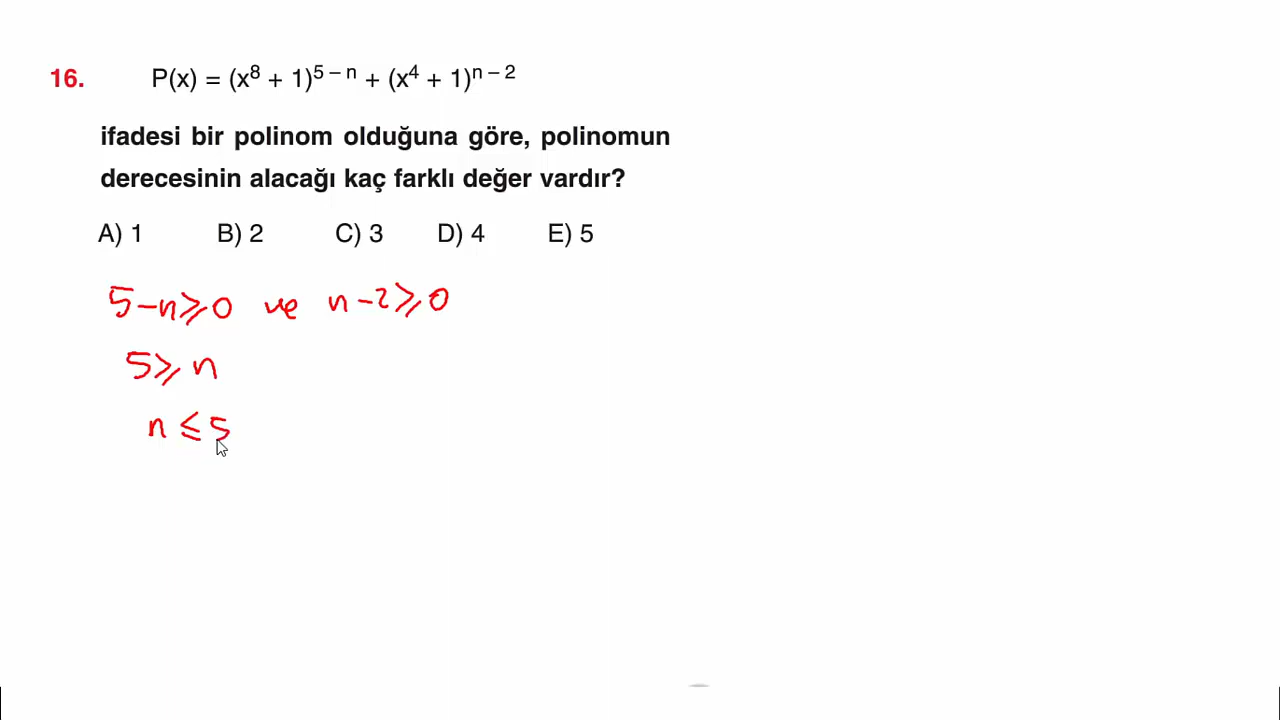 16. P(x) = (x⁸ + 1)⁵ ⁻ ⁿ + (x⁴ + 1)ⁿ ⁻ ²
ifadesi bir polinom olduğuna göre, polinomun
derecesinin alacağı kaç farklı değer vardır?
A) 1 B) 2 C) 3 D) 4 E) 5
5-n⩾0 ve n-2⩾0
5⩾n
n≤5